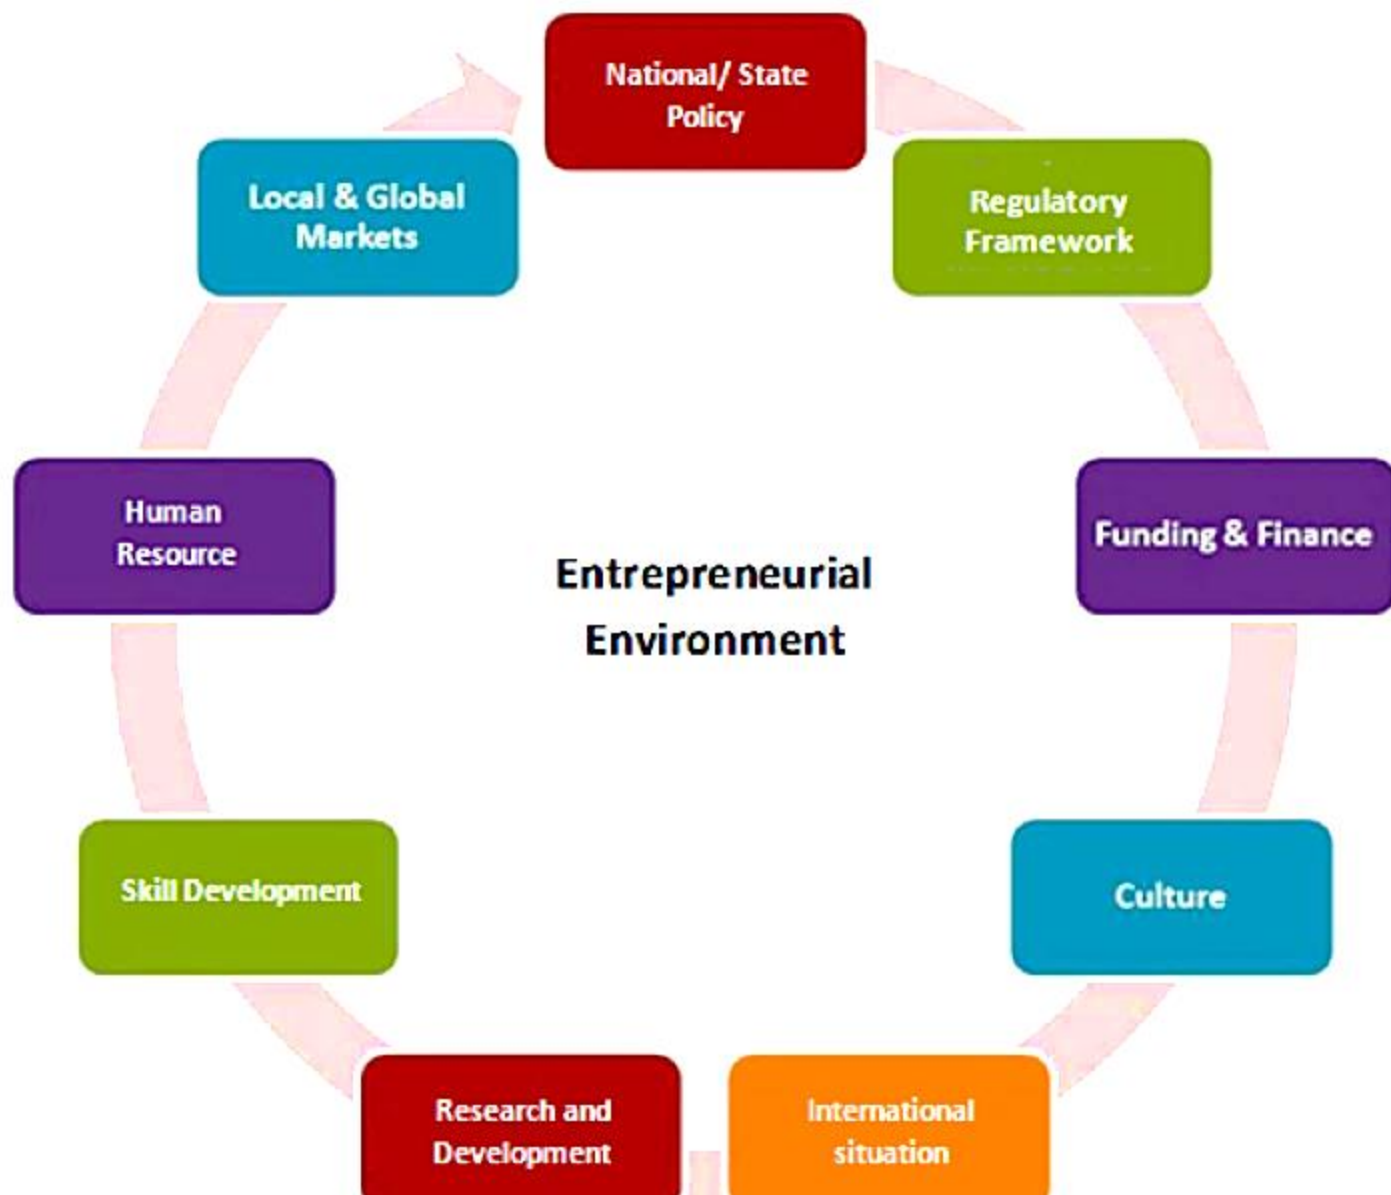 National/ State
Policy
Regulatory
Framework
Funding & Finance
Culture
International
situation
Research and
Development
Skill Development
Human
Resource
Local & Global
Markets
Entrepreneurial
Environment